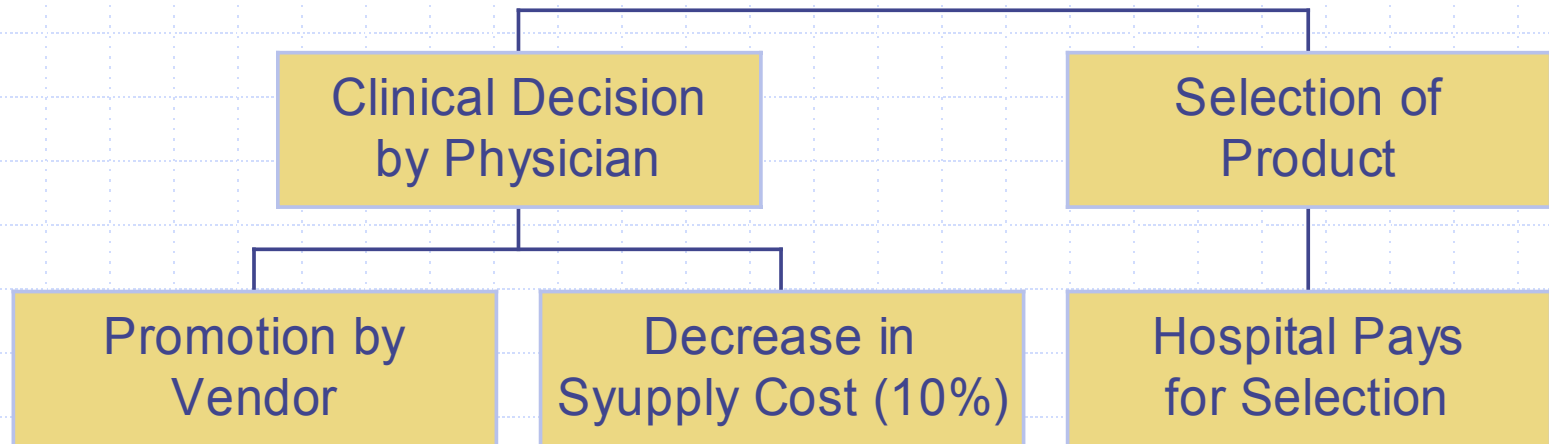 Clinical Decision
by Physician
Selection of
Product
Promotion by
Vendor
Decrease in
Syupply Cost (10%)
Hospital Pays
for Selection